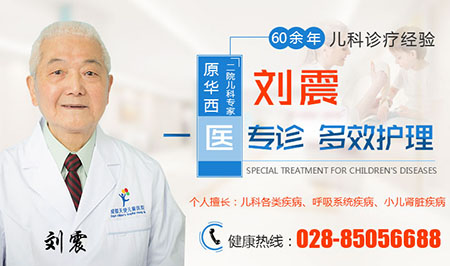 60余年 儿科诊疗经验
原华西
二院儿科专家
刘震
一医专诊 多效护理
SPECIAL TREATMENT FOR CHILDREN'S DISEASES
个人擅长：儿科各类疾病、呼吸系统疾病、小儿肾脏疾病
健康热线：028-85056688
刘震